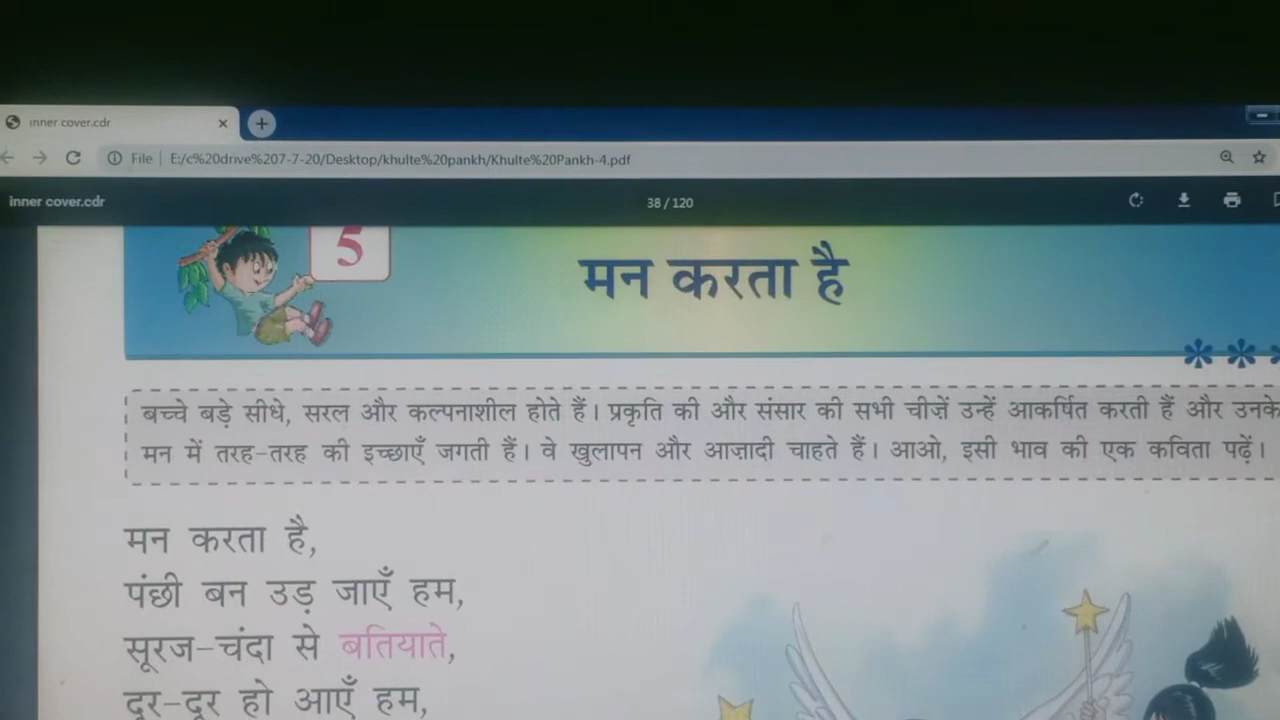 inner cover.cdr
File E:/c%20drive%207-7-20/Desktop/khulte%20pankh/Khulte%20Pankh-4.pdf
inner cover.cdr 38 / 120
5
मन करता है
बच्चे बड़े सीधे, सरल और कल्पनाशील होते हैं। प्रकृति की और संसार की सभी चीज़ें उन्हें आकर्षित करती हैं और उनके
मन में तरह-तरह की इच्छाएँ जगती हैं। वे खुलापन और आज़ादी चाहते हैं। आओ, इसी भाव की एक कविता पढ़ें।
मन करता है,
पंछी बन उड़ जाएँ हम,
सूरज-चंदा से बतियाते,
दूर-दूर हो आएँ हम,